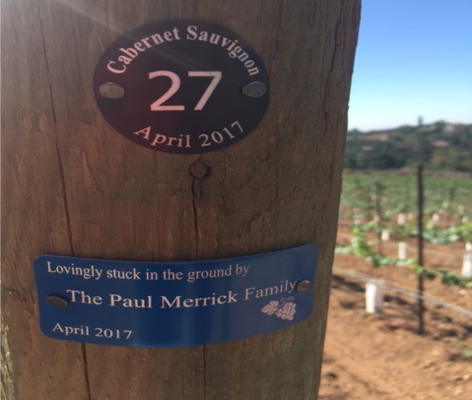 Cabernet Sauvignon
27
April 2017
Lovingly stuck in the ground by
The Paul Merrick Family
April 2017